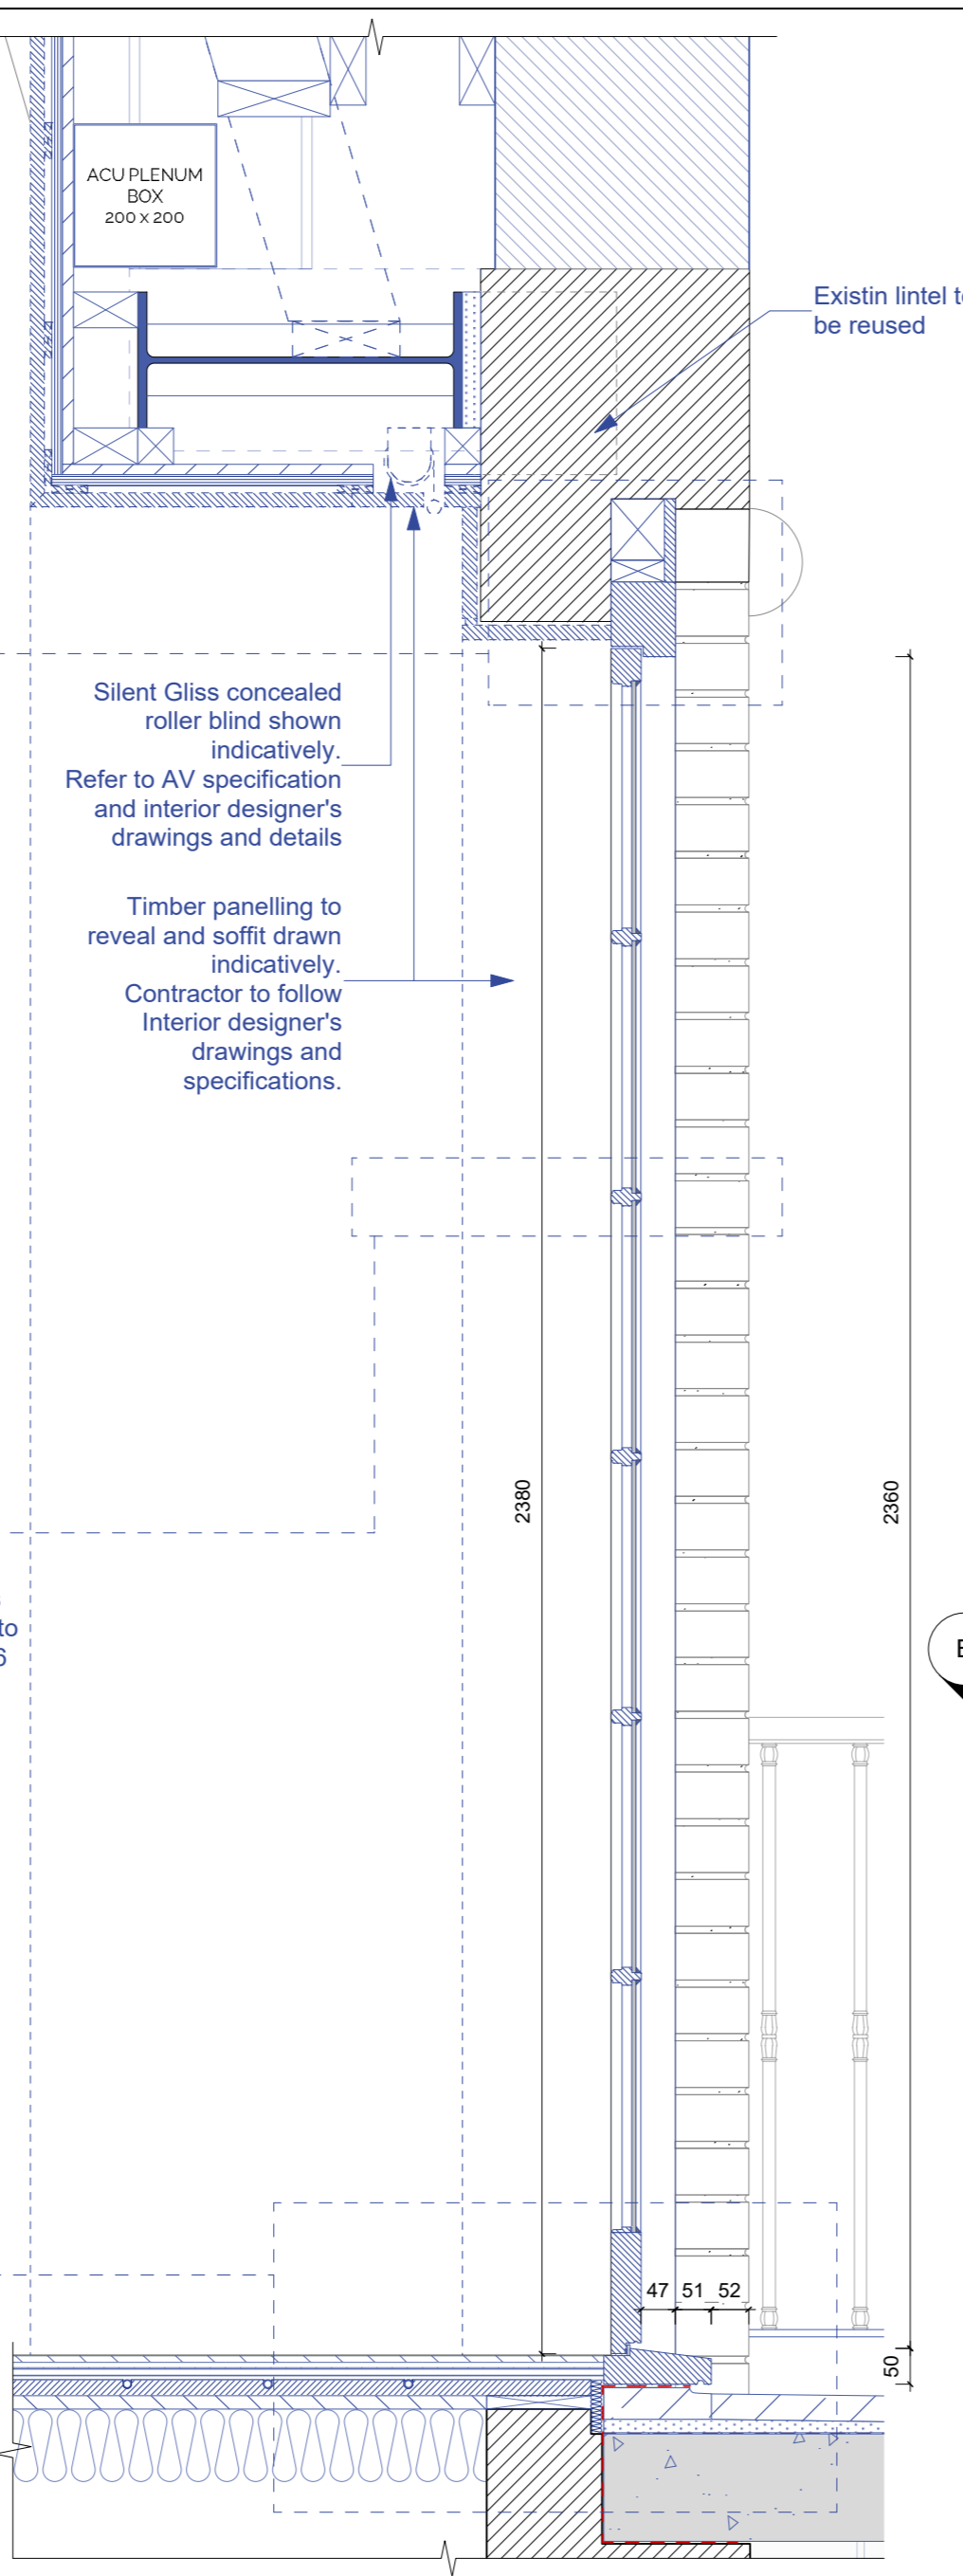 ACU PLENUM
BOX
200 x 200
Existin lintel t
be reused
Silent Gliss concealed
roller blind shown
indicatively.
Refer to AV specification
and interior designer's
drawings and details
Timber panelling to
reveal and soffit drawn
indicatively.
Contractor to follow
Interior designer's
drawings and
specifications.
2380
2360
to
6
47 51 52
50